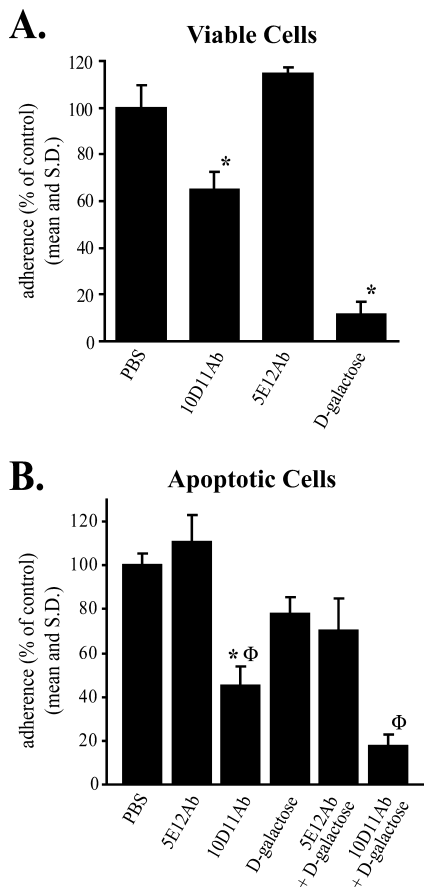 A.
Viable Cells
adherence (% of control)
(mean and S.D.)
120
100
80
60
40
20
0
*
*
PBS
10D11Ab
5E12Ab
D-galactose
B.
Apoptotic Cells
adherence (% of control)
(mean and S.D.)
120
100
80
60
40
20
0
* Φ
Φ
PBS
5E12Ab
10D11Ab
D-galactose
5E12Ab
+ D-galactose
10D11Ab
+ D-galactose